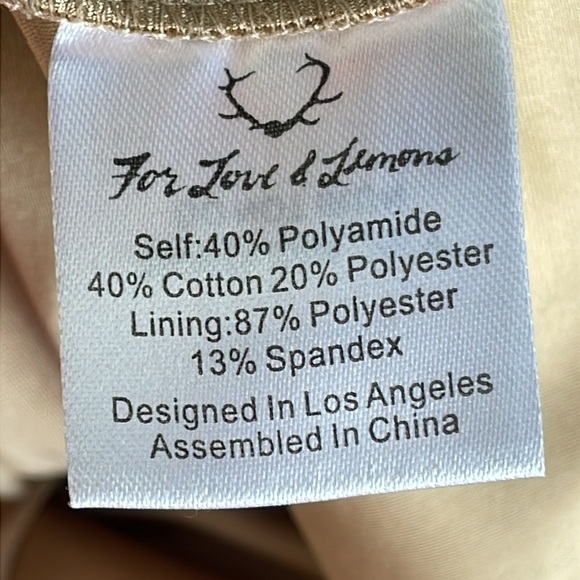 For Love & Lemons
Self:40% Polyamide
40% Cotton 20% Polyester
Lining:87% Polyester
13% Spandex
Designed In Los Angeles
Assembled In China